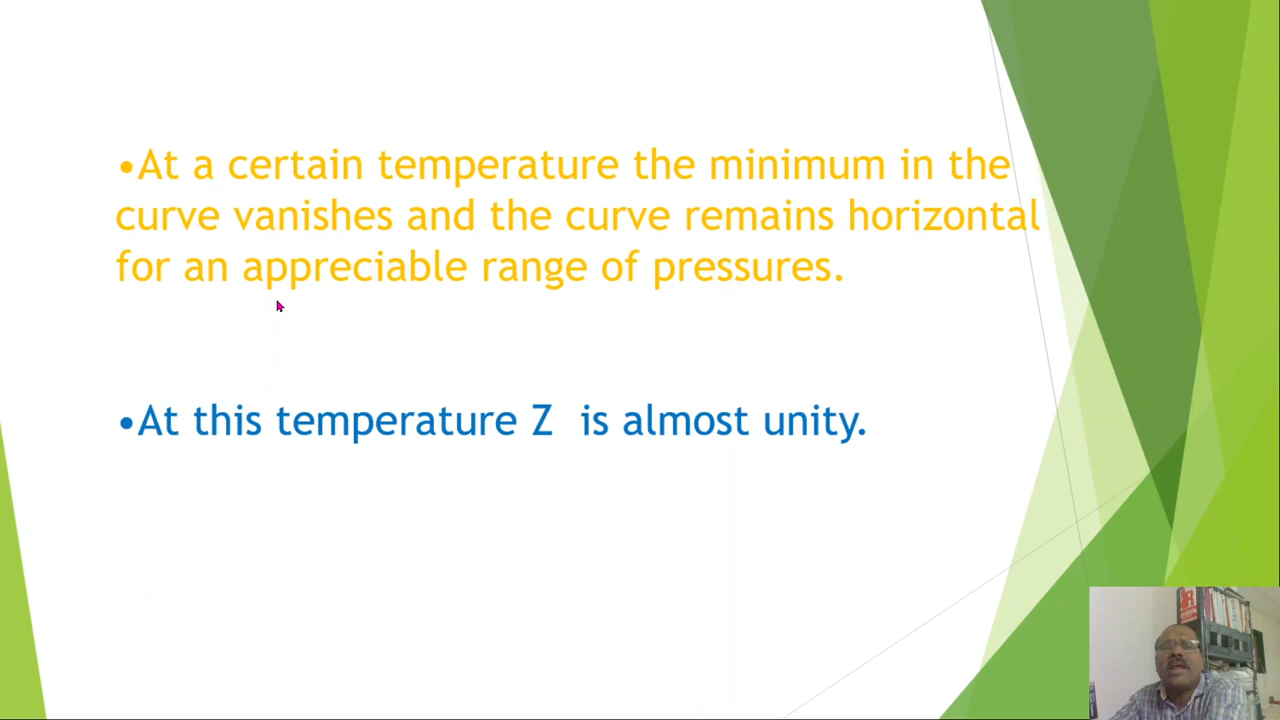 •At a certain temperature the minimum in the
curve vanishes and the curve remains horizontal
for an appreciable range of pressures.
•At this temperature Z is almost unity.